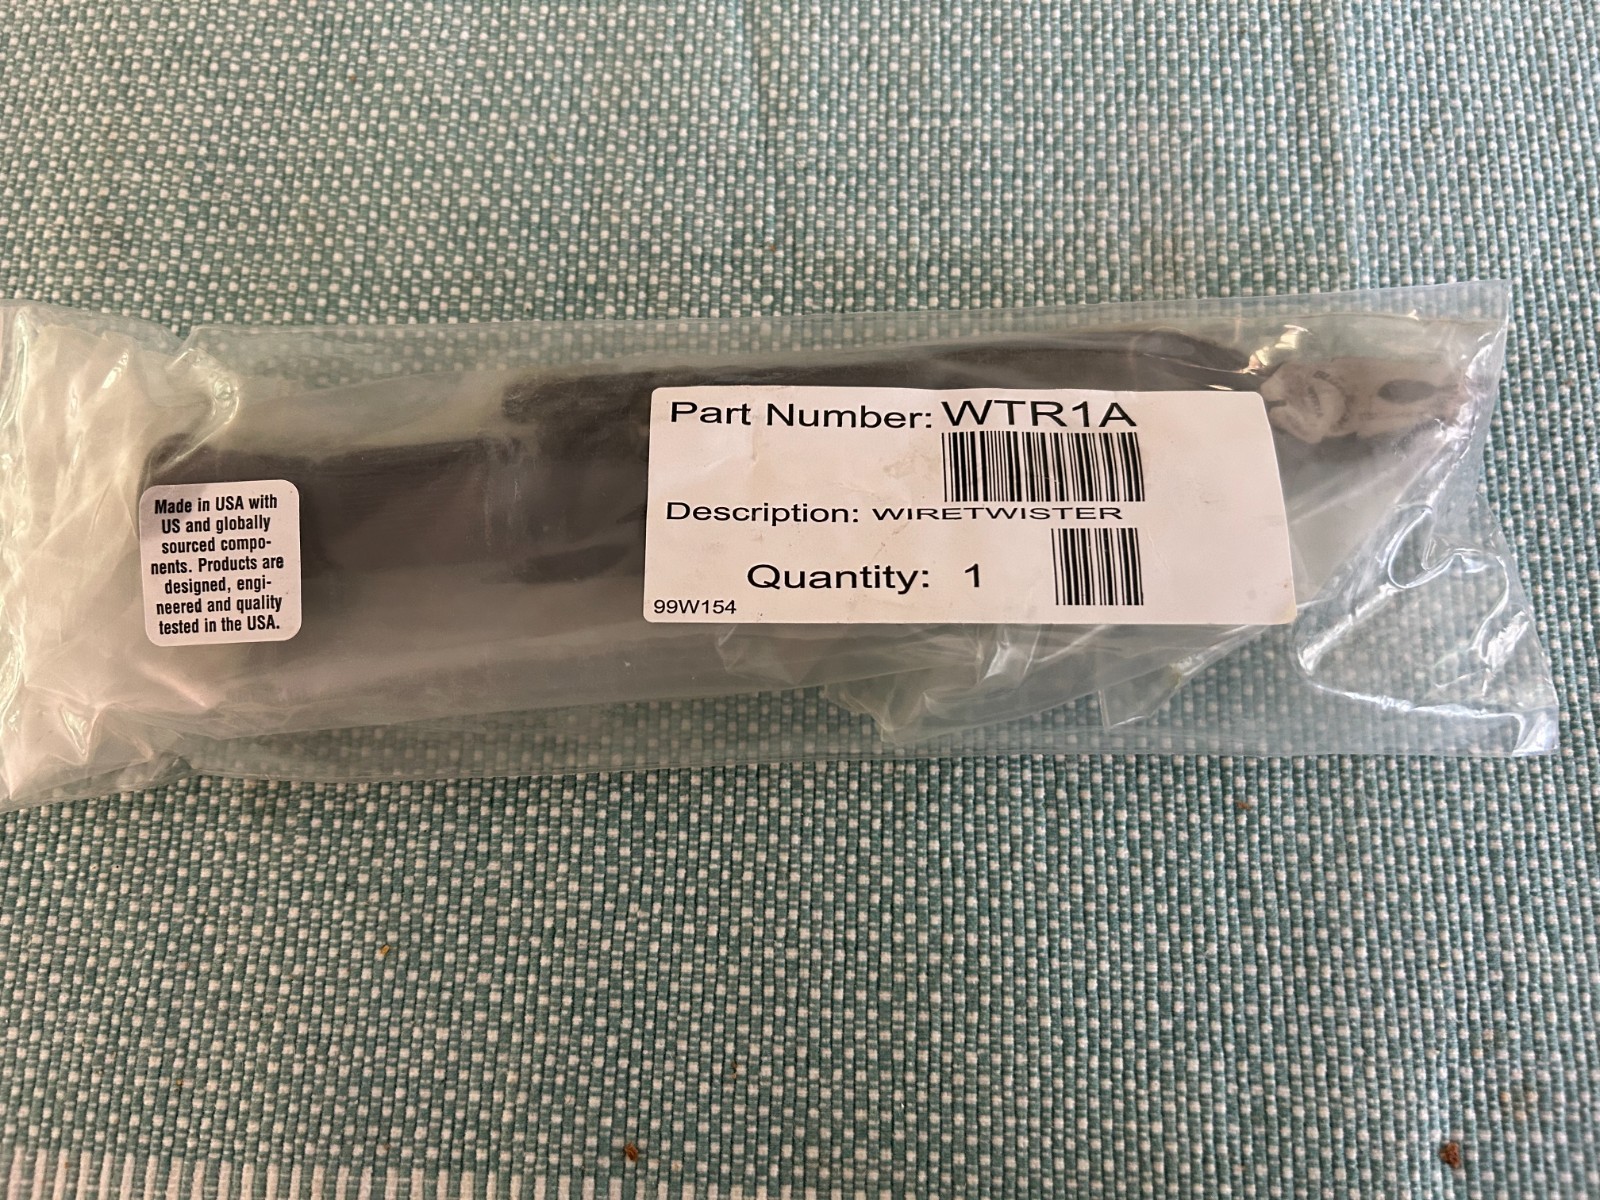 Part Number: WTR1A
Description: WIRETWISTER
Quantity: 1
99W154
Made in USA with
US and globally
sourced compo-
nents. Products are
designed, engi-
neered and quality
tested in the USA.